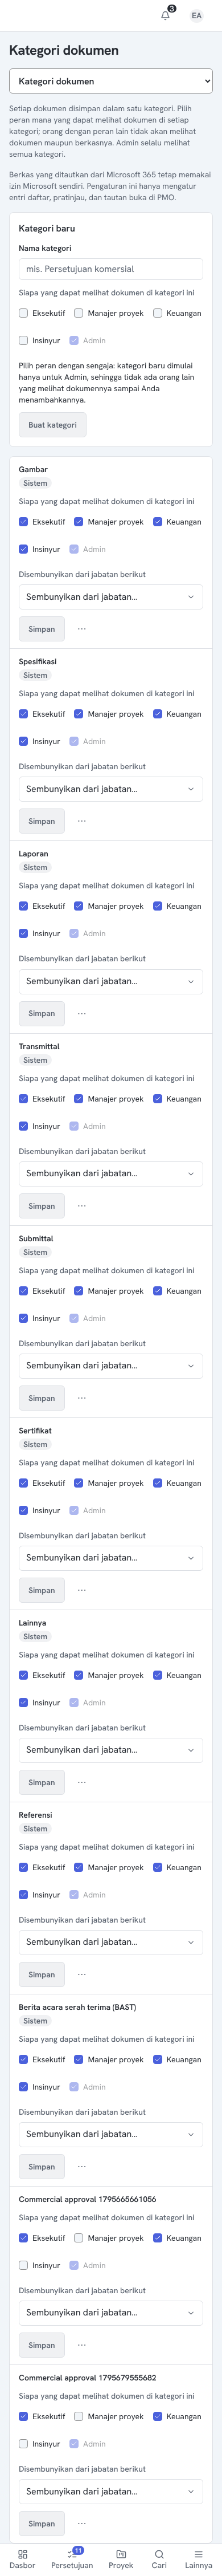 3
EA
Kategori dokumen
Kategori dokumen
Setiap dokumen disimpan dalam satu kategori. Pilih
peran mana yang dapat melihat dokumen di setiap
kategori; orang dengan peran lain tidak akan melihat
dokumen maupun berkasnya. Admin selalu melihat
semua kategori.
Berkas yang ditautkan dari Microsoft 365 tetap memakai
izin Microsoft sendiri. Pengaturan ini hanya mengatur
entri daftar, pratinjau, dan tautan buka di PMO.
Kategori baru
Nama kategori
mis. Persetujuan komersial
Siapa yang dapat melihat dokumen di kategori ini
Eksekutif Manajer proyek Keuangan
Insinyur Admin
Pilih peran dengan sengaja: kategori baru dimulai
hanya untuk Admin, sehingga tidak ada orang lain
yang melihat dokumennya sampai Anda
menambahkannya.
Buat kategori
Gambar
Sistem
Siapa yang dapat melihat dokumen di kategori ini
Eksekutif Manajer proyek Keuangan
Insinyur Admin
Disembunyikan dari jabatan berikut
Sembunyikan dari jabatan...
Simpan ...
Spesifikasi
Sistem
Siapa yang dapat melihat dokumen di kategori ini
Eksekutif Manajer proyek Keuangan
Insinyur Admin
Disembunyikan dari jabatan berikut
Sembunyikan dari jabatan...
Simpan ...
Laporan
Sistem
Siapa yang dapat melihat dokumen di kategori ini
Eksekutif Manajer proyek Keuangan
Insinyur Admin
Disembunyikan dari jabatan berikut
Sembunyikan dari jabatan...
Simpan ...
Transmittal
Sistem
Siapa yang dapat melihat dokumen di kategori ini
Eksekutif Manajer proyek Keuangan
Insinyur Admin
Disembunyikan dari jabatan berikut
Sembunyikan dari jabatan...
Simpan ...
Submittal
Sistem
Siapa yang dapat melihat dokumen di kategori ini
Eksekutif Manajer proyek Keuangan
Insinyur Admin
Disembunyikan dari jabatan berikut
Sembunyikan dari jabatan...
Simpan ...
Sertifikat
Sistem
Siapa yang dapat melihat dokumen di kategori ini
Eksekutif Manajer proyek Keuangan
Insinyur Admin
Disembunyikan dari jabatan berikut
Sembunyikan dari jabatan...
Simpan ...
Lainnya
Sistem
Siapa yang dapat melihat dokumen di kategori ini
Eksekutif Manajer proyek Keuangan
Insinyur Admin
Disembunyikan dari jabatan berikut
Sembunyikan dari jabatan...
Simpan ...
Referensi
Sistem
Siapa yang dapat melihat dokumen di kategori ini
Eksekutif Manajer proyek Keuangan
Insinyur Admin
Disembunyikan dari jabatan berikut
Sembunyikan dari jabatan...
Simpan ...
Berita acara serah terima (BAST)
Sistem
Siapa yang dapat melihat dokumen di kategori ini
Eksekutif Manajer proyek Keuangan
Insinyur Admin
Disembunyikan dari jabatan berikut
Sembunyikan dari jabatan...
Simpan ...
Commercial approval 1795665661056
Siapa yang dapat melihat dokumen di kategori ini
Eksekutif Manajer proyek Keuangan
Insinyur Admin
Disembunyikan dari jabatan berikut
Sembunyikan dari jabatan...
Simpan ...
Commercial approval 1795679555682
Siapa yang dapat melihat dokumen di kategori ini
Eksekutif Manajer proyek Keuangan
Insinyur Admin
Disembunyikan dari jabatan berikut
Sembunyikan dari jabatan...
Simpan ...
11
Dasbor Persetujuan Proyek Cari Lainnya